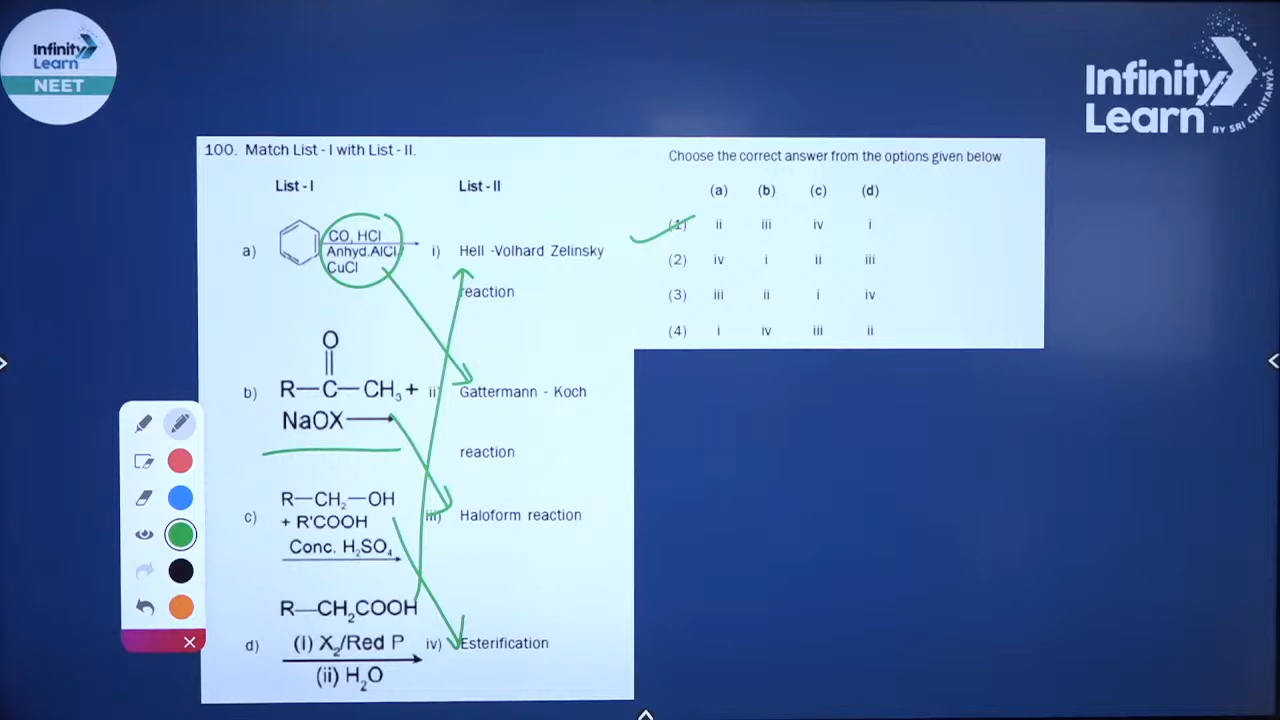 Infinity
Learn
NEET
Infinity
Learn
BY SRI CHAITANYA
100. Match List - I with List - II.
List - I
List - II
a)
CO, HCl
Anhyd.AlCl
CuCl
i) Hell -Volhard Zelinsky
reaction
b)
O
R—C—CH₃ +
NaOX
ii) Gattermann - Koch
reaction
c)
R—CH₂—OH
+ R'COOH
Conc. H₂SO₄
iii) Haloform reaction
R—CH₂COOH
d)
(i) X₂/Red P
(ii) H₂O
iv) Esterification
Choose the correct answer from the options given below
(a) (b) (c) (d)
(1) ii iii iv i
(2) iv i ii iii
(3) iii ii i iv
(4) i iv iii ii